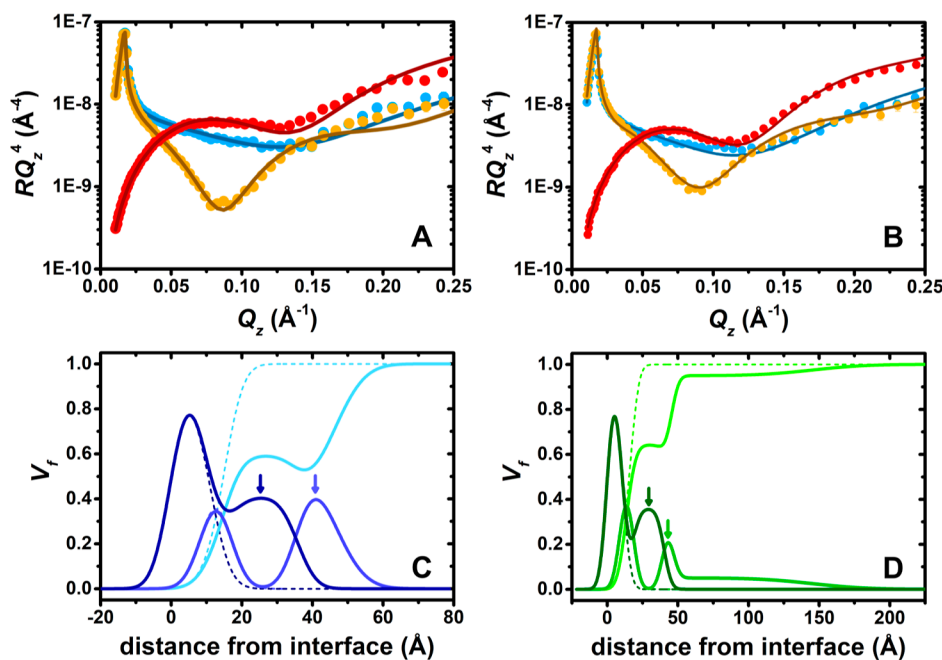 1E-7
1E-8
1E-9
1E-10
RQz^4 (Å-4)
0.00 0.05 0.10 0.15 0.20 0.25
Qz (Å-1)
A
1E-7
1E-8
1E-9
1E-10
RQz^4 (Å-4)
0.00 0.05 0.10 0.15 0.20 0.25
Qz (Å-1)
B
1.0
0.8
0.6
0.4
0.2
0.0
Vf
-20 0 20 40 60 80
distance from interface (Å)
C
1.0
0.8
0.6
0.4
0.2
0.0
Vf
0 50 100 150 200
distance from interface (Å)
D